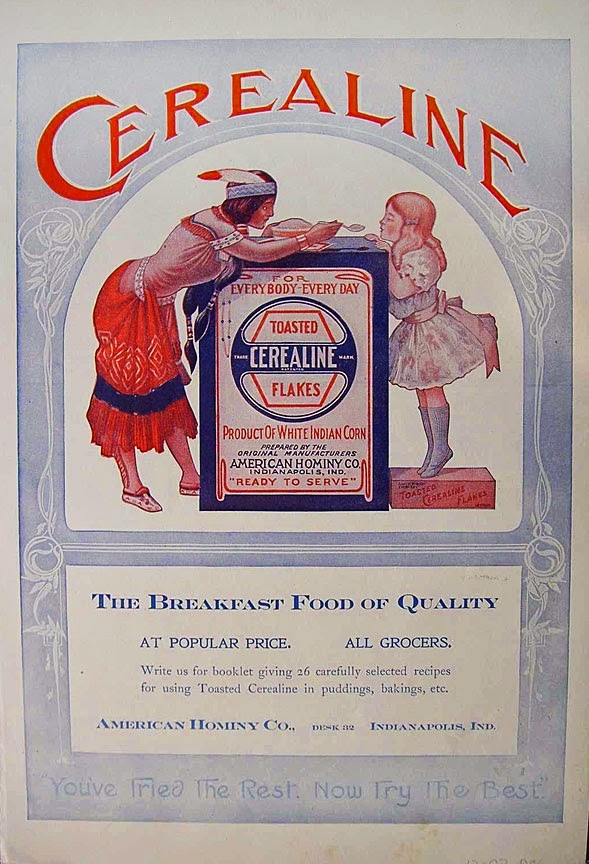 CEREALINE
FOR
EVERY BODY-EVERY DAY
TOASTED
TRADE CEREALINE MARK
PATENTED
FLAKES
PRODUCT OF WHITE INDIAN CORN
PREPARED BY THE
ORIGINAL MANUFACTURERS
AMERICAN HOMINY CO.
INDIANAPOLIS, IND.
"READY TO SERVE"
TOASTED
CEREALINE
FLAKES
THE BREAKFAST FOOD OF QUALITY
AT POPULAR PRICE. ALL GROCERS.
Write us for booklet giving 26 carefully selected recipes
for using Toasted Cerealine in puddings, bakings, etc.
AMERICAN HOMINY CO., DESK 32 INDIANAPOLIS, IND.
"You've Tried The Rest. Now Try The Best."